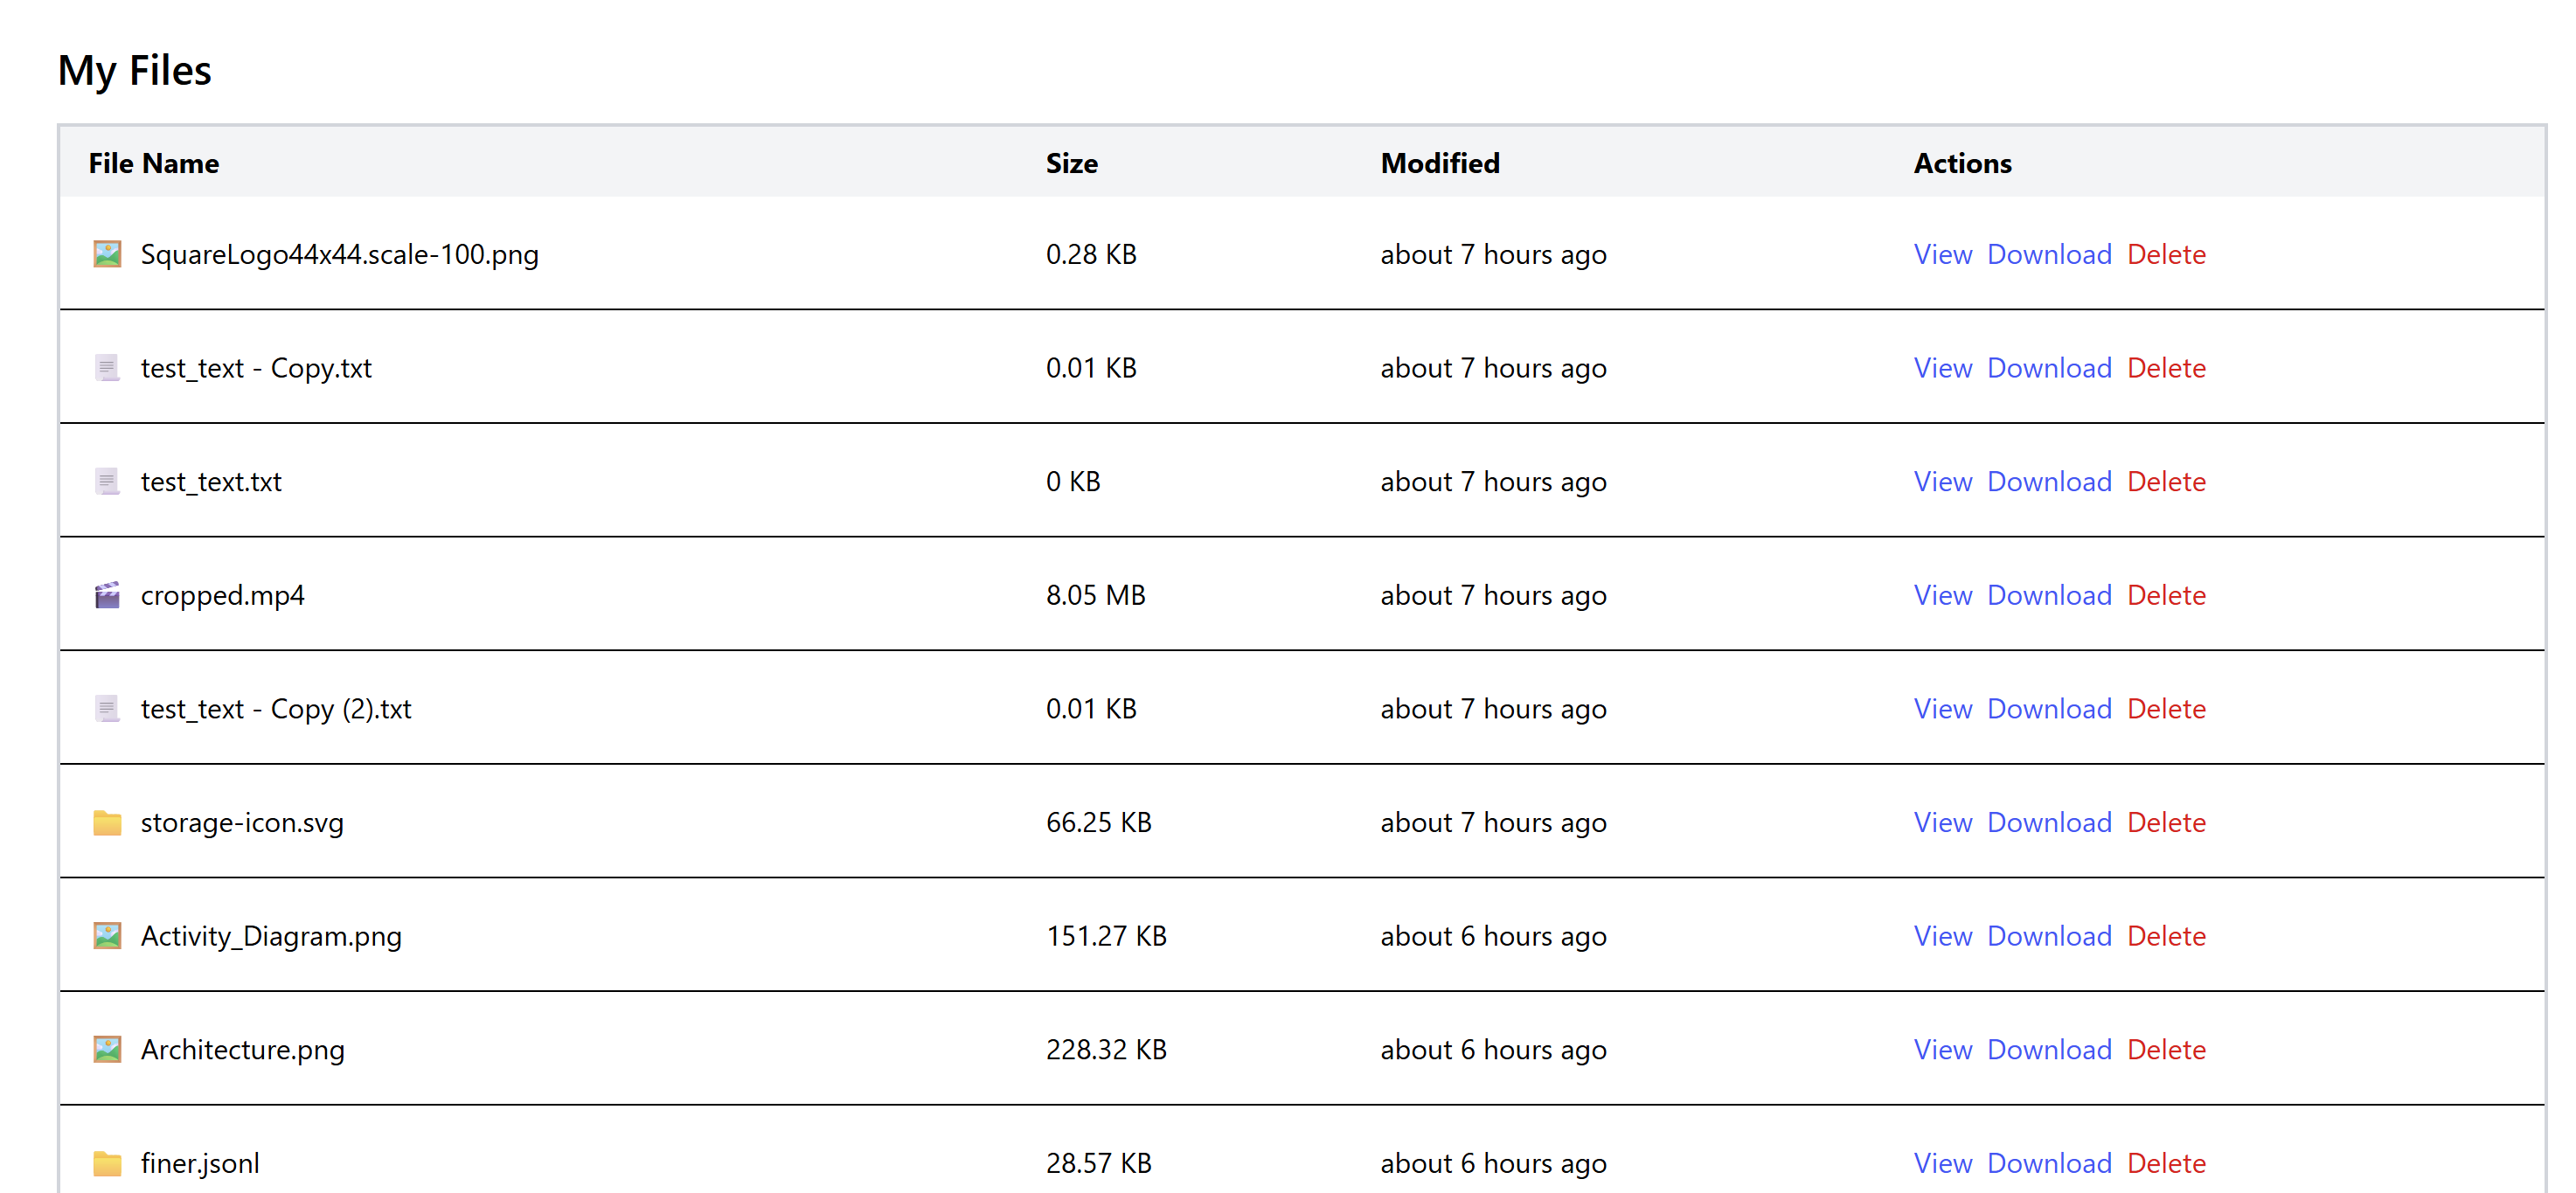 My Files
File Name Size Modified Actions
SquareLogo44x44.scale-100.png 0.28 KB about 7 hours ago View Download Delete
test_text - Copy.txt 0.01 KB about 7 hours ago View Download Delete
test_text.txt 0 KB about 7 hours ago View Download Delete
cropped.mp4 8.05 MB about 7 hours ago View Download Delete
test_text - Copy (2).txt 0.01 KB about 7 hours ago View Download Delete
storage-icon.svg 66.25 KB about 7 hours ago View Download Delete
Activity_Diagram.png 151.27 KB about 6 hours ago View Download Delete
Architecture.png 228.32 KB about 6 hours ago View Download Delete
finer.jsonl 28.57 KB about 6 hours ago View Download Delete